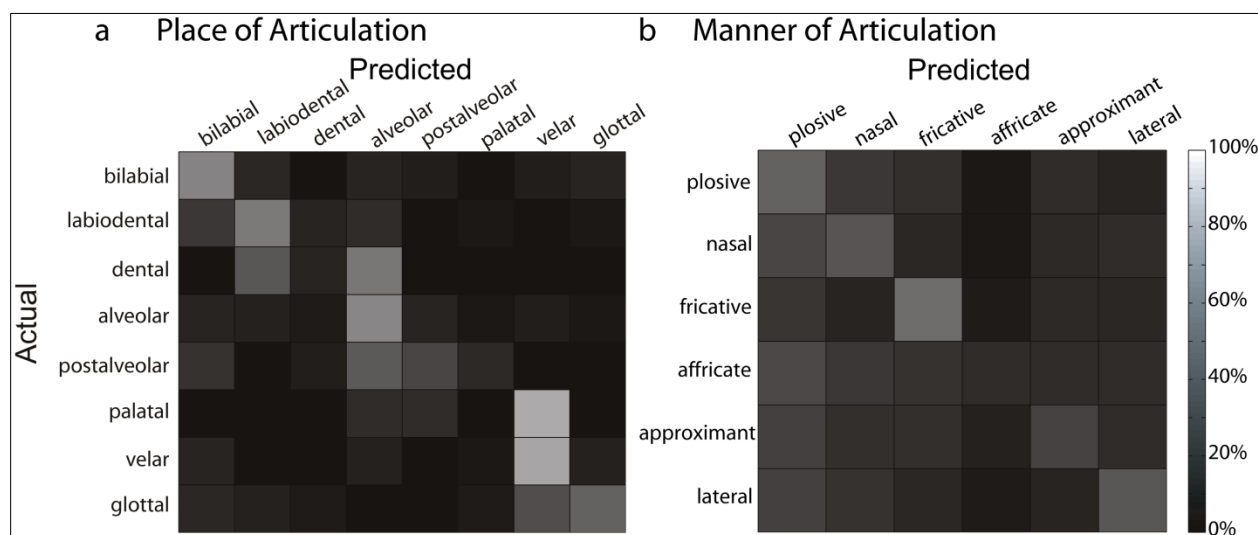 a Place of Articulation
Predicted
bilabial labiodental dental alveolar postalveolar palatal velar glottal
Actual
bilabial
labiodental
dental
alveolar
postalveolar
palatal
velar
glottal
b Manner of Articulation
Predicted
plosive nasal fricative affricate approximant lateral
plosive
nasal
fricative
affricate
approximant
lateral
100%
80%
60%
40%
20%
0%